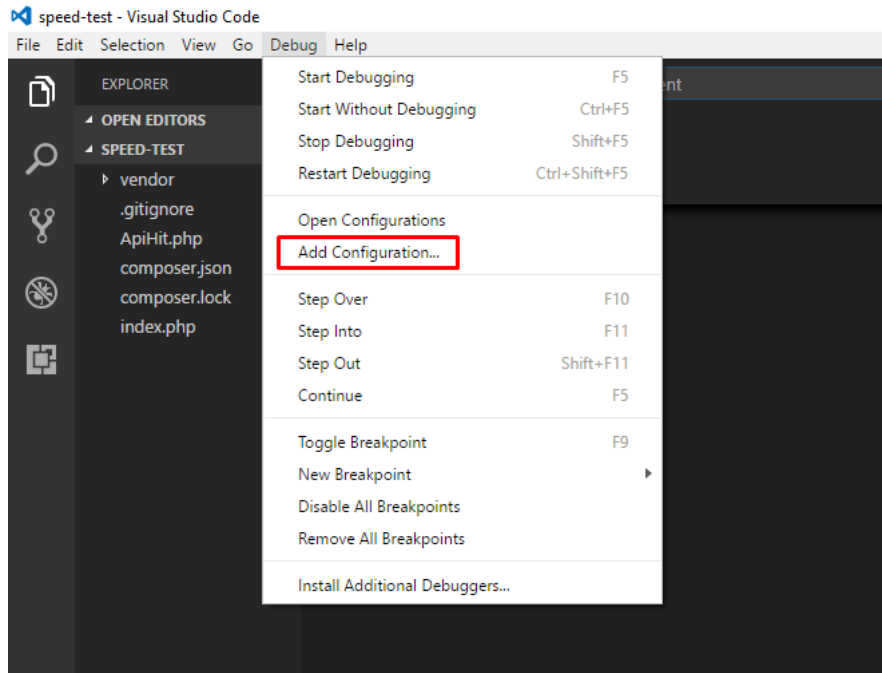 speed-test - Visual Studio Code
File Edit Selection View Go Debug Help
EXPLORER
OPEN EDITORS
SPEED-TEST
vendor
.gitignore
ApiHit.php
composer.json
composer.lock
index.php
Start Debugging F5
Start Without Debugging Ctrl+F5
Stop Debugging Shift+F5
Restart Debugging Ctrl+Shift+F5
Open Configurations
Add Configuration...
Step Over F10
Step Into F11
Step Out Shift+F11
Continue F5
Toggle Breakpoint F9
New Breakpoint
Disable All Breakpoints
Remove All Breakpoints
Install Additional Debuggers...